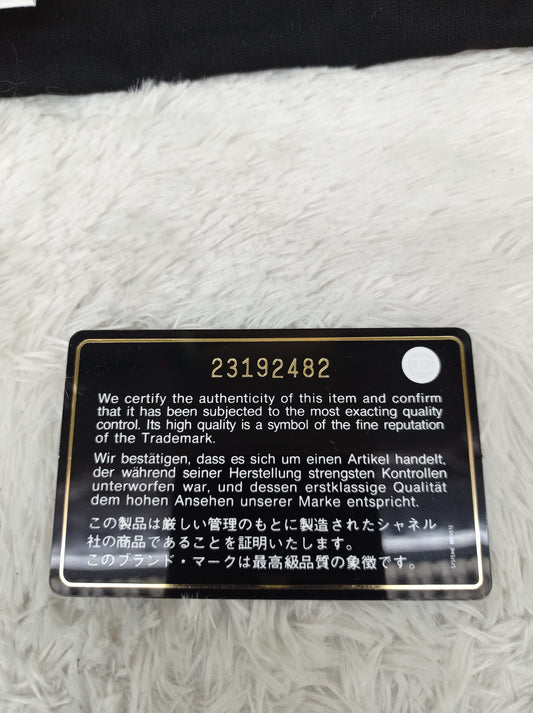 23192482
We certify the authenticity of this item and confirm
that it has been subjected to the most exacting quality
control. Its high quality is a symbol of the fine reputation
of the Trademark.
Wir bestätigen, dass es sich um einen Artikel handelt,
der während seiner Herstellung strengsten Kontrollen
unterworfen war, und dessen erstklassige Qualität
dem hohen Ansehen unserer Marke entspricht.
この製品は厳しい管理のもとに製造されたシャネル
社の商品であることを証明いたします。
このブランド・マークは最高級品質の象徴です。